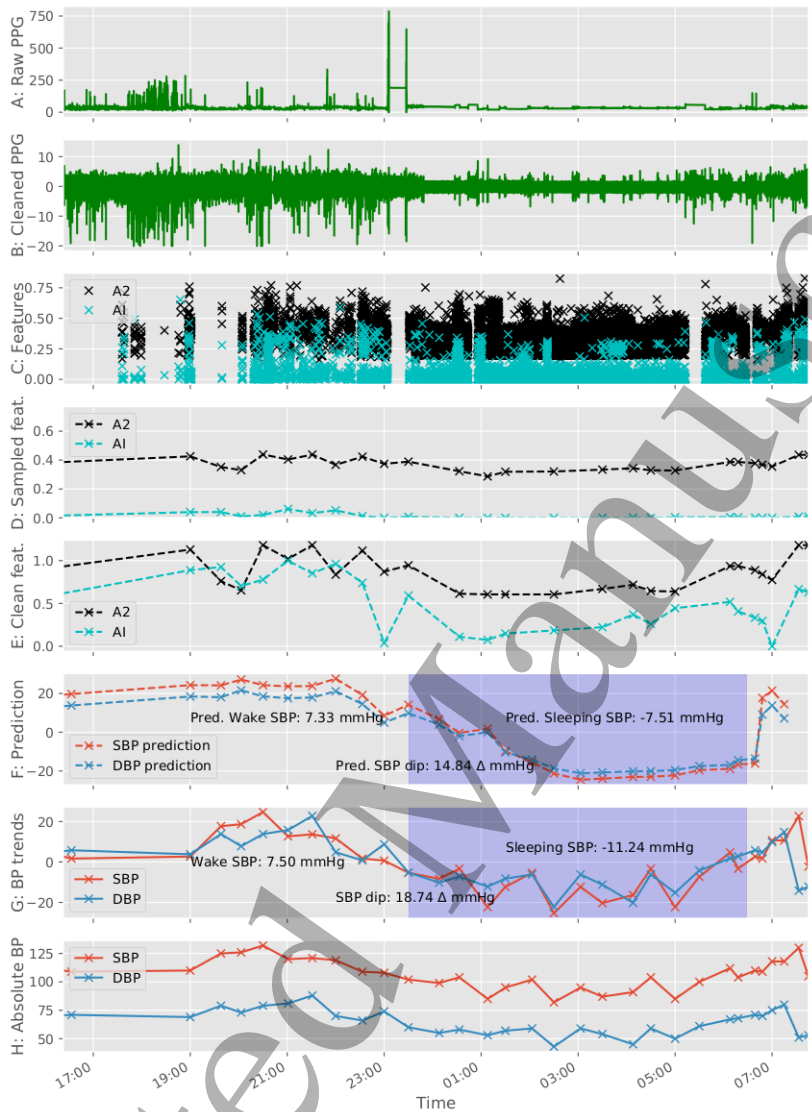 A: Raw PPG
750
500
250
0
B: Cleaned PPG
10
0
−10
−20
C: Features
A2
AI
0.75
0.50
0.25
0.00
D: Sampled feat.
A2
AI
0.6
0.4
0.2
0.0
E: Clean feat.
1.0
0.5
0.0
A2
AI
F: Prediction
20
0
−20
Pred. Wake SBP: 7.33 mmHg
Pred. Sleeping SBP: -7.51 mmHg
SBP prediction
DBP prediction
Pred. SBP dip: 14.84 Δ mmHg
G: BP trends
20
0
−20
Sleeping SBP: -11.24 mmHg
Wake SBP: 7.50 mmHg
SBP
DBP
SBP dip: 18.74 Δ mmHg
H: Absolute BP
125
100
75
50
SBP
DBP
17:00
19:00
21:00
23:00
01:00
03:00
05:00
07:00
Time
ted Manus